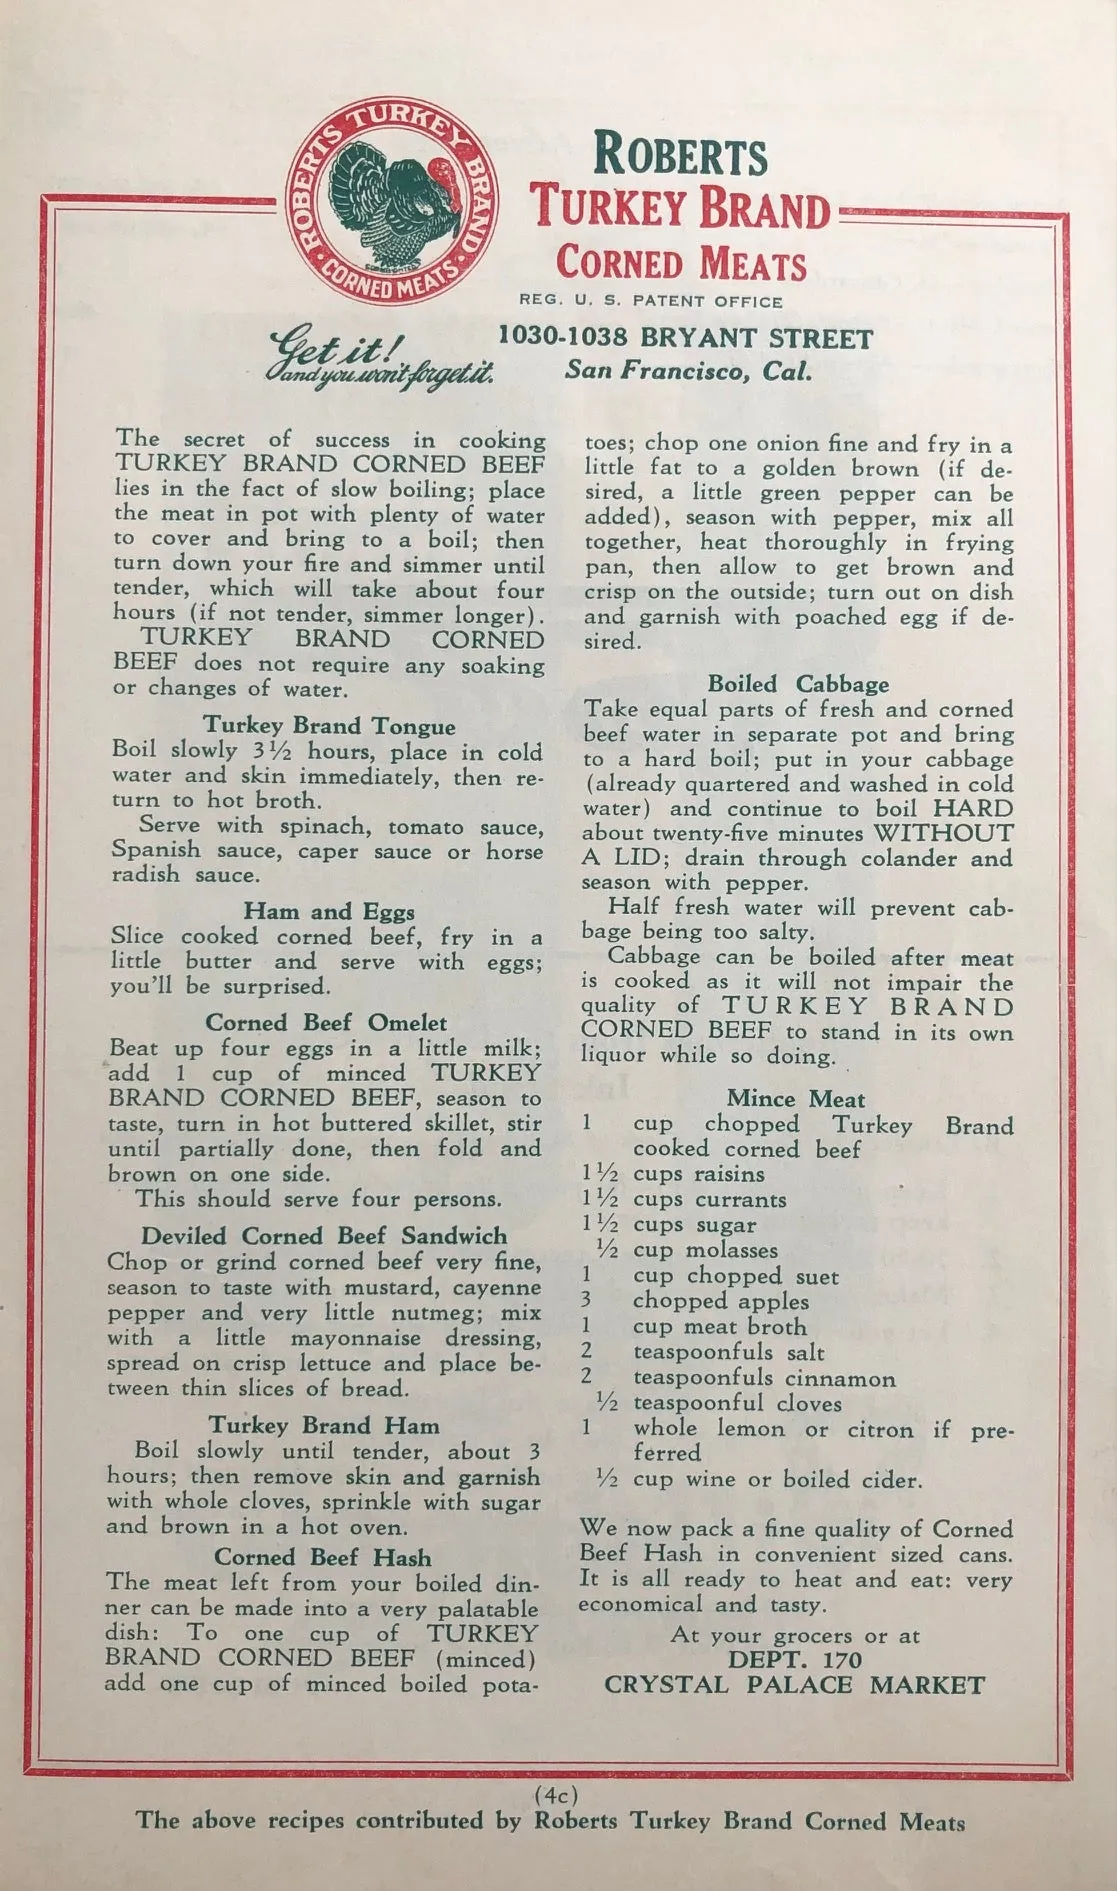 ROBERTS TURKEY BRAND
CORNED MEATS
ROBERTS
TURKEY BRAND
CORNED MEATS
REG. U. S. PATENT OFFICE
Get it!
and you won't forget it.
1030-1038 BRYANT STREET
San Francisco, Cal.
The secret of success in cooking
TURKEY BRAND CORNED BEEF
lies in the fact of slow boiling; place
the meat in pot with plenty of water
to cover and bring to a boil; then
turn down your fire and simmer until
tender, which will take about four
hours (if not tender, simmer longer).
TURKEY BRAND CORNED
BEEF does not require any soaking
or changes of water.
Turkey Brand Tongue
Boil slowly 3½ hours, place in cold
water and skin immediately, then re-
turn to hot broth.
Serve with spinach, tomato sauce,
Spanish sauce, caper sauce or horse
radish sauce.
Ham and Eggs
Slice cooked corned beef, fry in a
little butter and serve with eggs;
you'll be surprised.
Corned Beef Omelet
Beat up four eggs in a little milk;
add 1 cup of minced TURKEY
BRAND CORNED BEEF, season to
taste, turn in hot buttered skillet, stir
until partially done, then fold and
brown on one side.
This should serve four persons.
Deviled Corned Beef Sandwich
Chop or grind corned beef very fine,
season to taste with mustard, cayenne
pepper and very little nutmeg; mix
with a little mayonnaise dressing,
spread on crisp lettuce and place be-
tween thin slices of bread.
Turkey Brand Ham
Boil slowly until tender, about 3
hours; then remove skin and garnish
with whole cloves, sprinkle with sugar
and brown in a hot oven.
Corned Beef Hash
The meat left from your boiled din-
ner can be made into a very palatable
dish: To one cup of TURKEY
BRAND CORNED BEEF (minced)
add one cup of minced boiled pota-
toes; chop one onion fine and fry in a
little fat to a golden brown (if de-
sired, a little green pepper can be
added), season with pepper, mix all
together, heat thoroughly in frying
pan, then allow to get brown and
crisp on the outside; turn out on dish
and garnish with poached egg if de-
sired.
Boiled Cabbage
Take equal parts of fresh and corned
beef water in separate pot and bring
to a hard boil; put in your cabbage
(already quartered and washed in cold
water) and continue to boil HARD
about twenty-five minutes WITHOUT
A LID; drain through colander and
season with pepper.
Half fresh water will prevent cab-
bage being too salty.
Cabbage can be boiled after meat
is cooked as it will not impair the
quality of TURKEY BRAND
CORNED BEEF to stand in its own
liquor while so doing.
Mince Meat
1 cup chopped Turkey Brand
cooked corned beef
1½ cups raisins
1½ cups currants
1½ cups sugar
½ cup molasses
1 cup chopped suet
3 chopped apples
1 cup meat broth
2 teaspoonfuls salt
2 teaspoonfuls cinnamon
½ teaspoonful cloves
1 whole lemon or citron if pre-
ferred
½ cup wine or boiled cider.
We now pack a fine quality of Corned
Beef Hash in convenient sized cans.
It is all ready to heat and eat: very
economical and tasty.
At your grocers or at
DEPT. 170
CRYSTAL PALACE MARKET
(4c)
The above recipes contributed by Roberts Turkey Brand Corned Meats